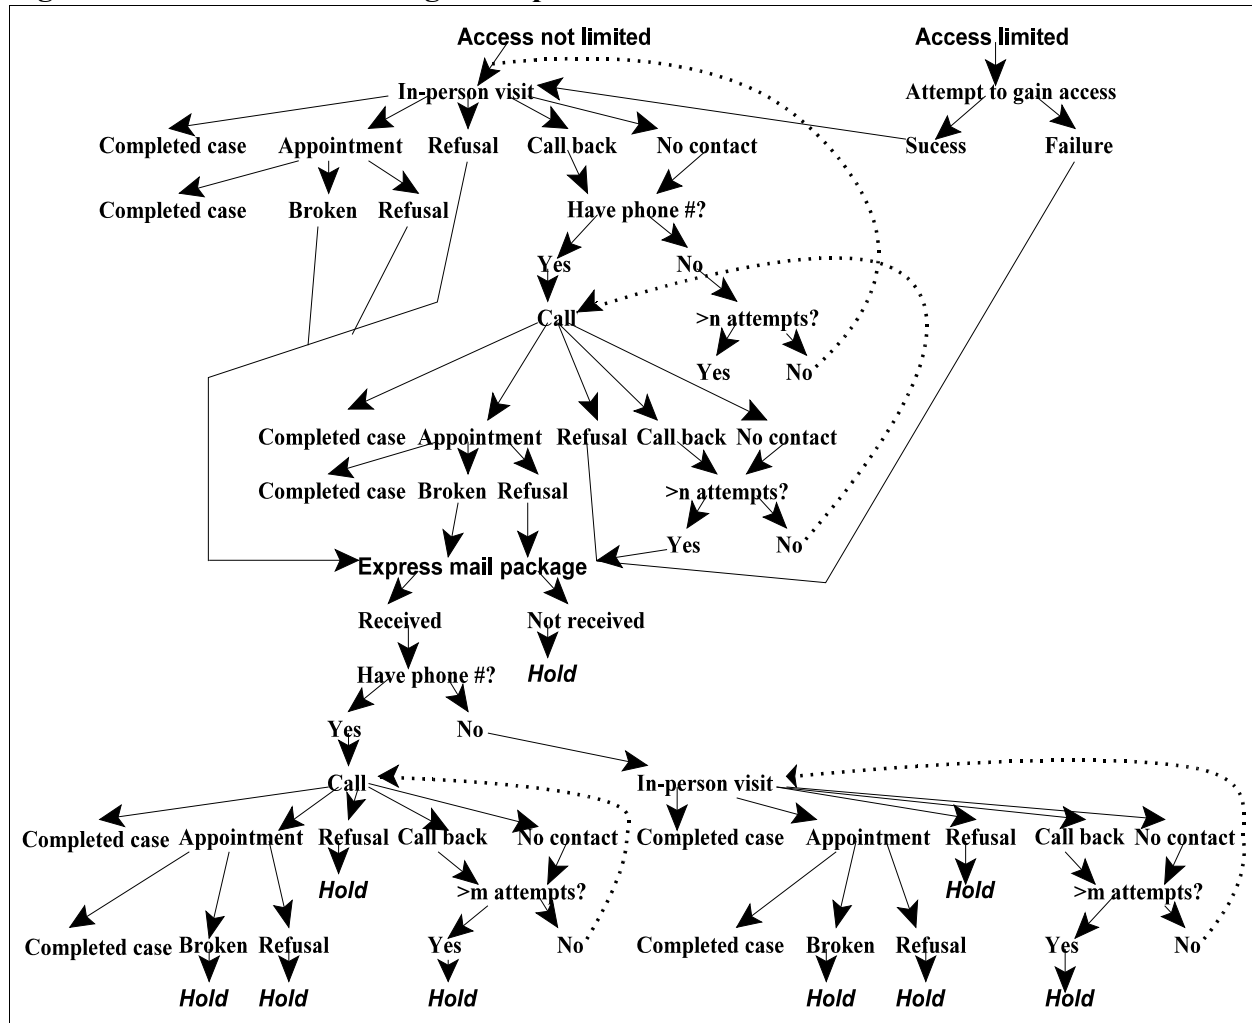 Access not limited Access limited
In-person visit Attempt to gain access
Completed case Appointment Refusal Call back No contact Sucess Failure
Completed case Broken Refusal Have phone #?
Yes No
Call >n attempts?
Yes No
Completed case Appointment Refusal Call back No contact
Completed case Broken Refusal >n attempts?
Yes No
Express mail package
Received Not received
Have phone #? Hold
Yes No
Call In-person visit
Completed case Appointment Refusal Call back No contact Completed case Appointment Refusal Call back No contact
Hold >m attempts? Hold >m attempts?
Completed case Broken Refusal Yes No Completed case Broken Refusal Yes No
Hold Hold Hold Hold Hold Hold